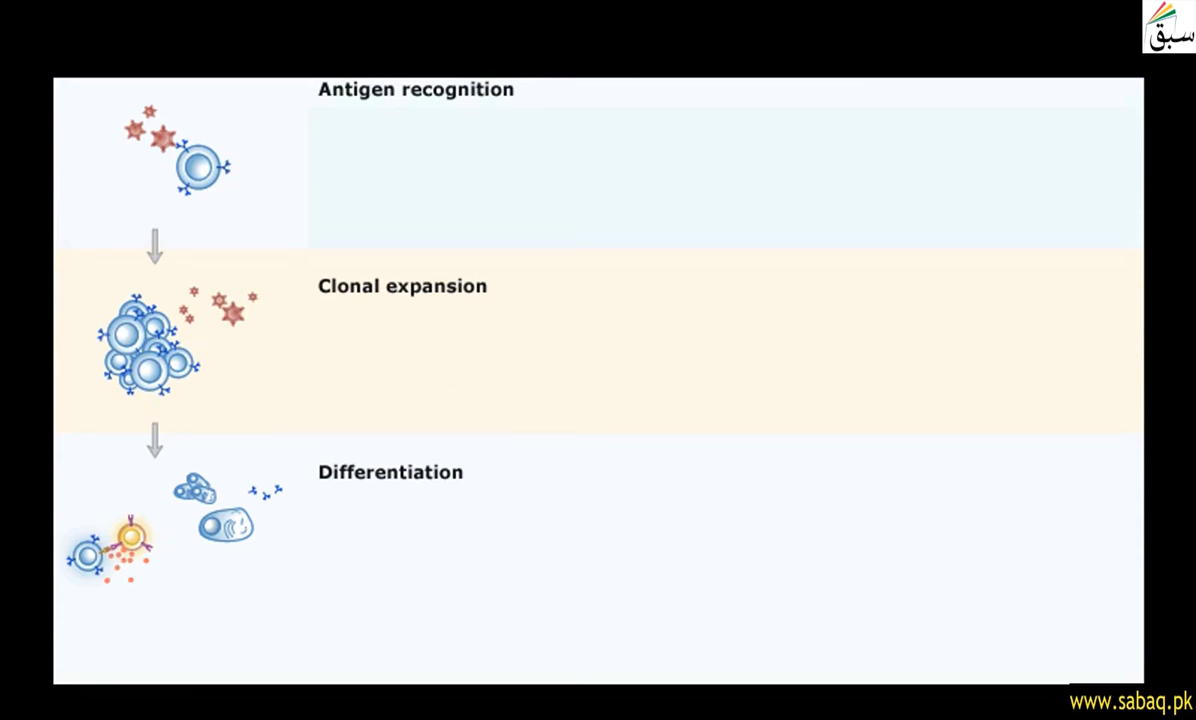 سبق
Antigen recognition
Clonal expansion
Differentiation
www.sabaq.pk